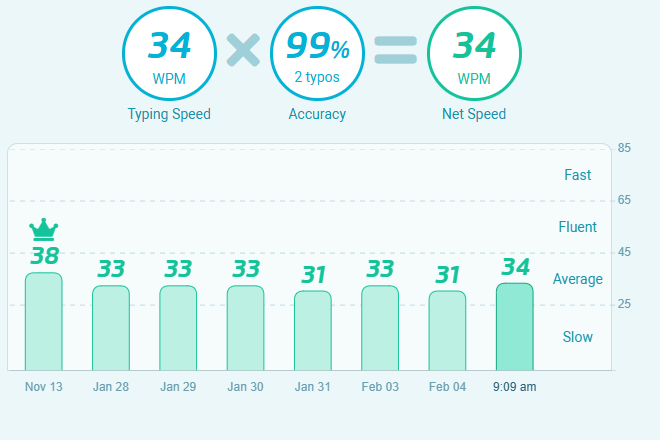 34 99% 34
WPM 2 typos WPM
Typing Speed Accuracy Net Speed
85
Fast
65
Fluent
45
38 33 33 33 31 33 31 34
Average
25
Slow
Nov 13 Jan 28 Jan 29 Jan 30 Jan 31 Feb 03 Feb 04 9:09 am